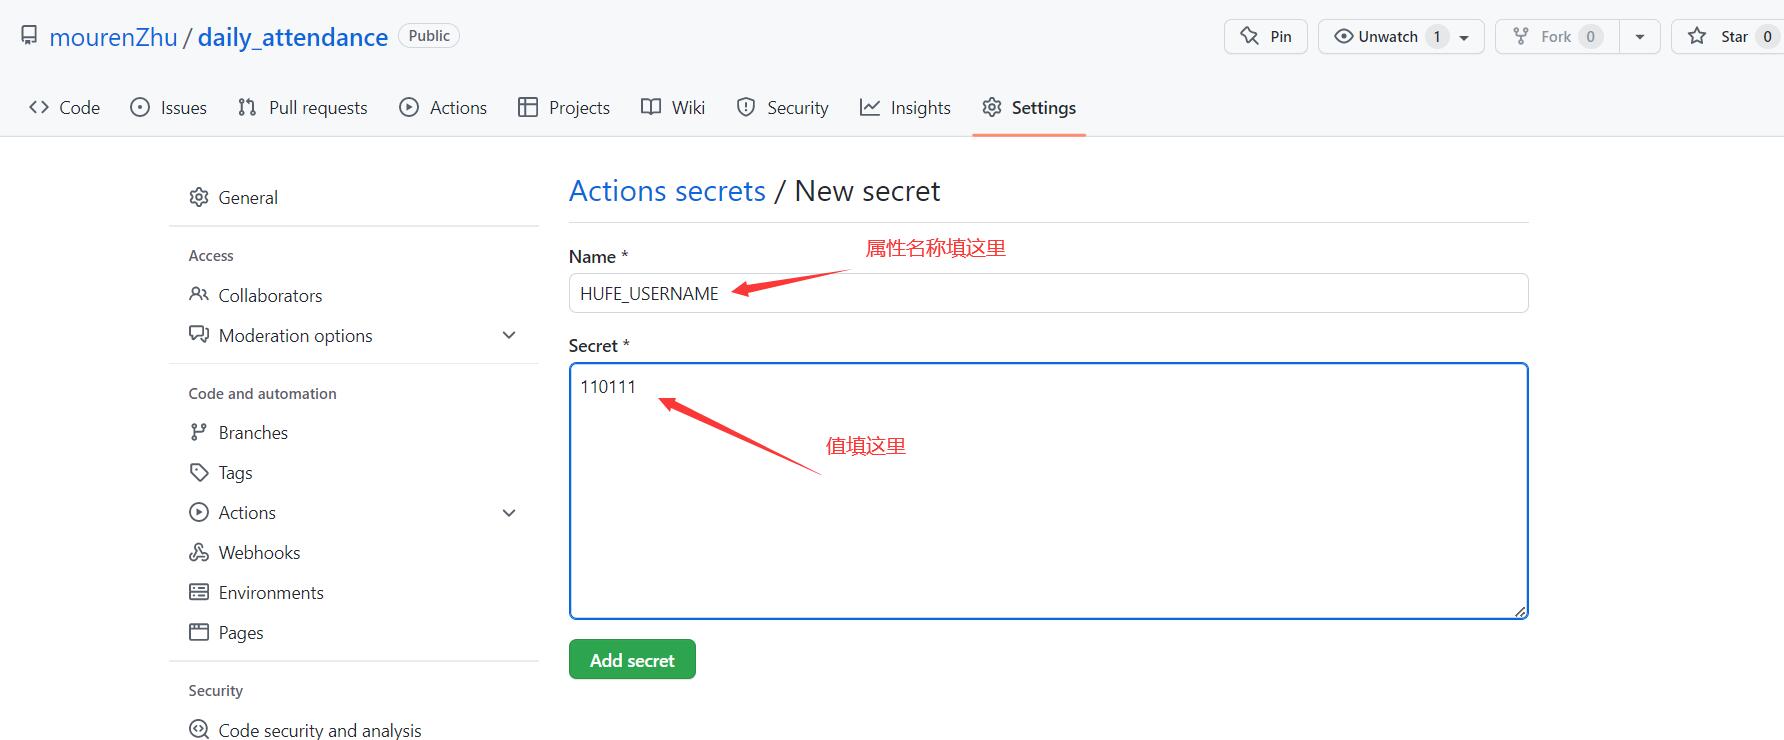 mourenZhu / daily_attendance Public
Pin Unwatch 1 Fork 0 Star 0
Code Issues Pull requests Actions Projects Wiki Security Insights Settings
General
Access
Collaborators
Moderation options
Code and automation
Branches
Tags
Actions
Webhooks
Environments
Pages
Security
Code security and analysis
Actions secrets / New secret
属性名称填这里
Name *
HUFE_USERNAME
Secret *
110111
值填这里
Add secret